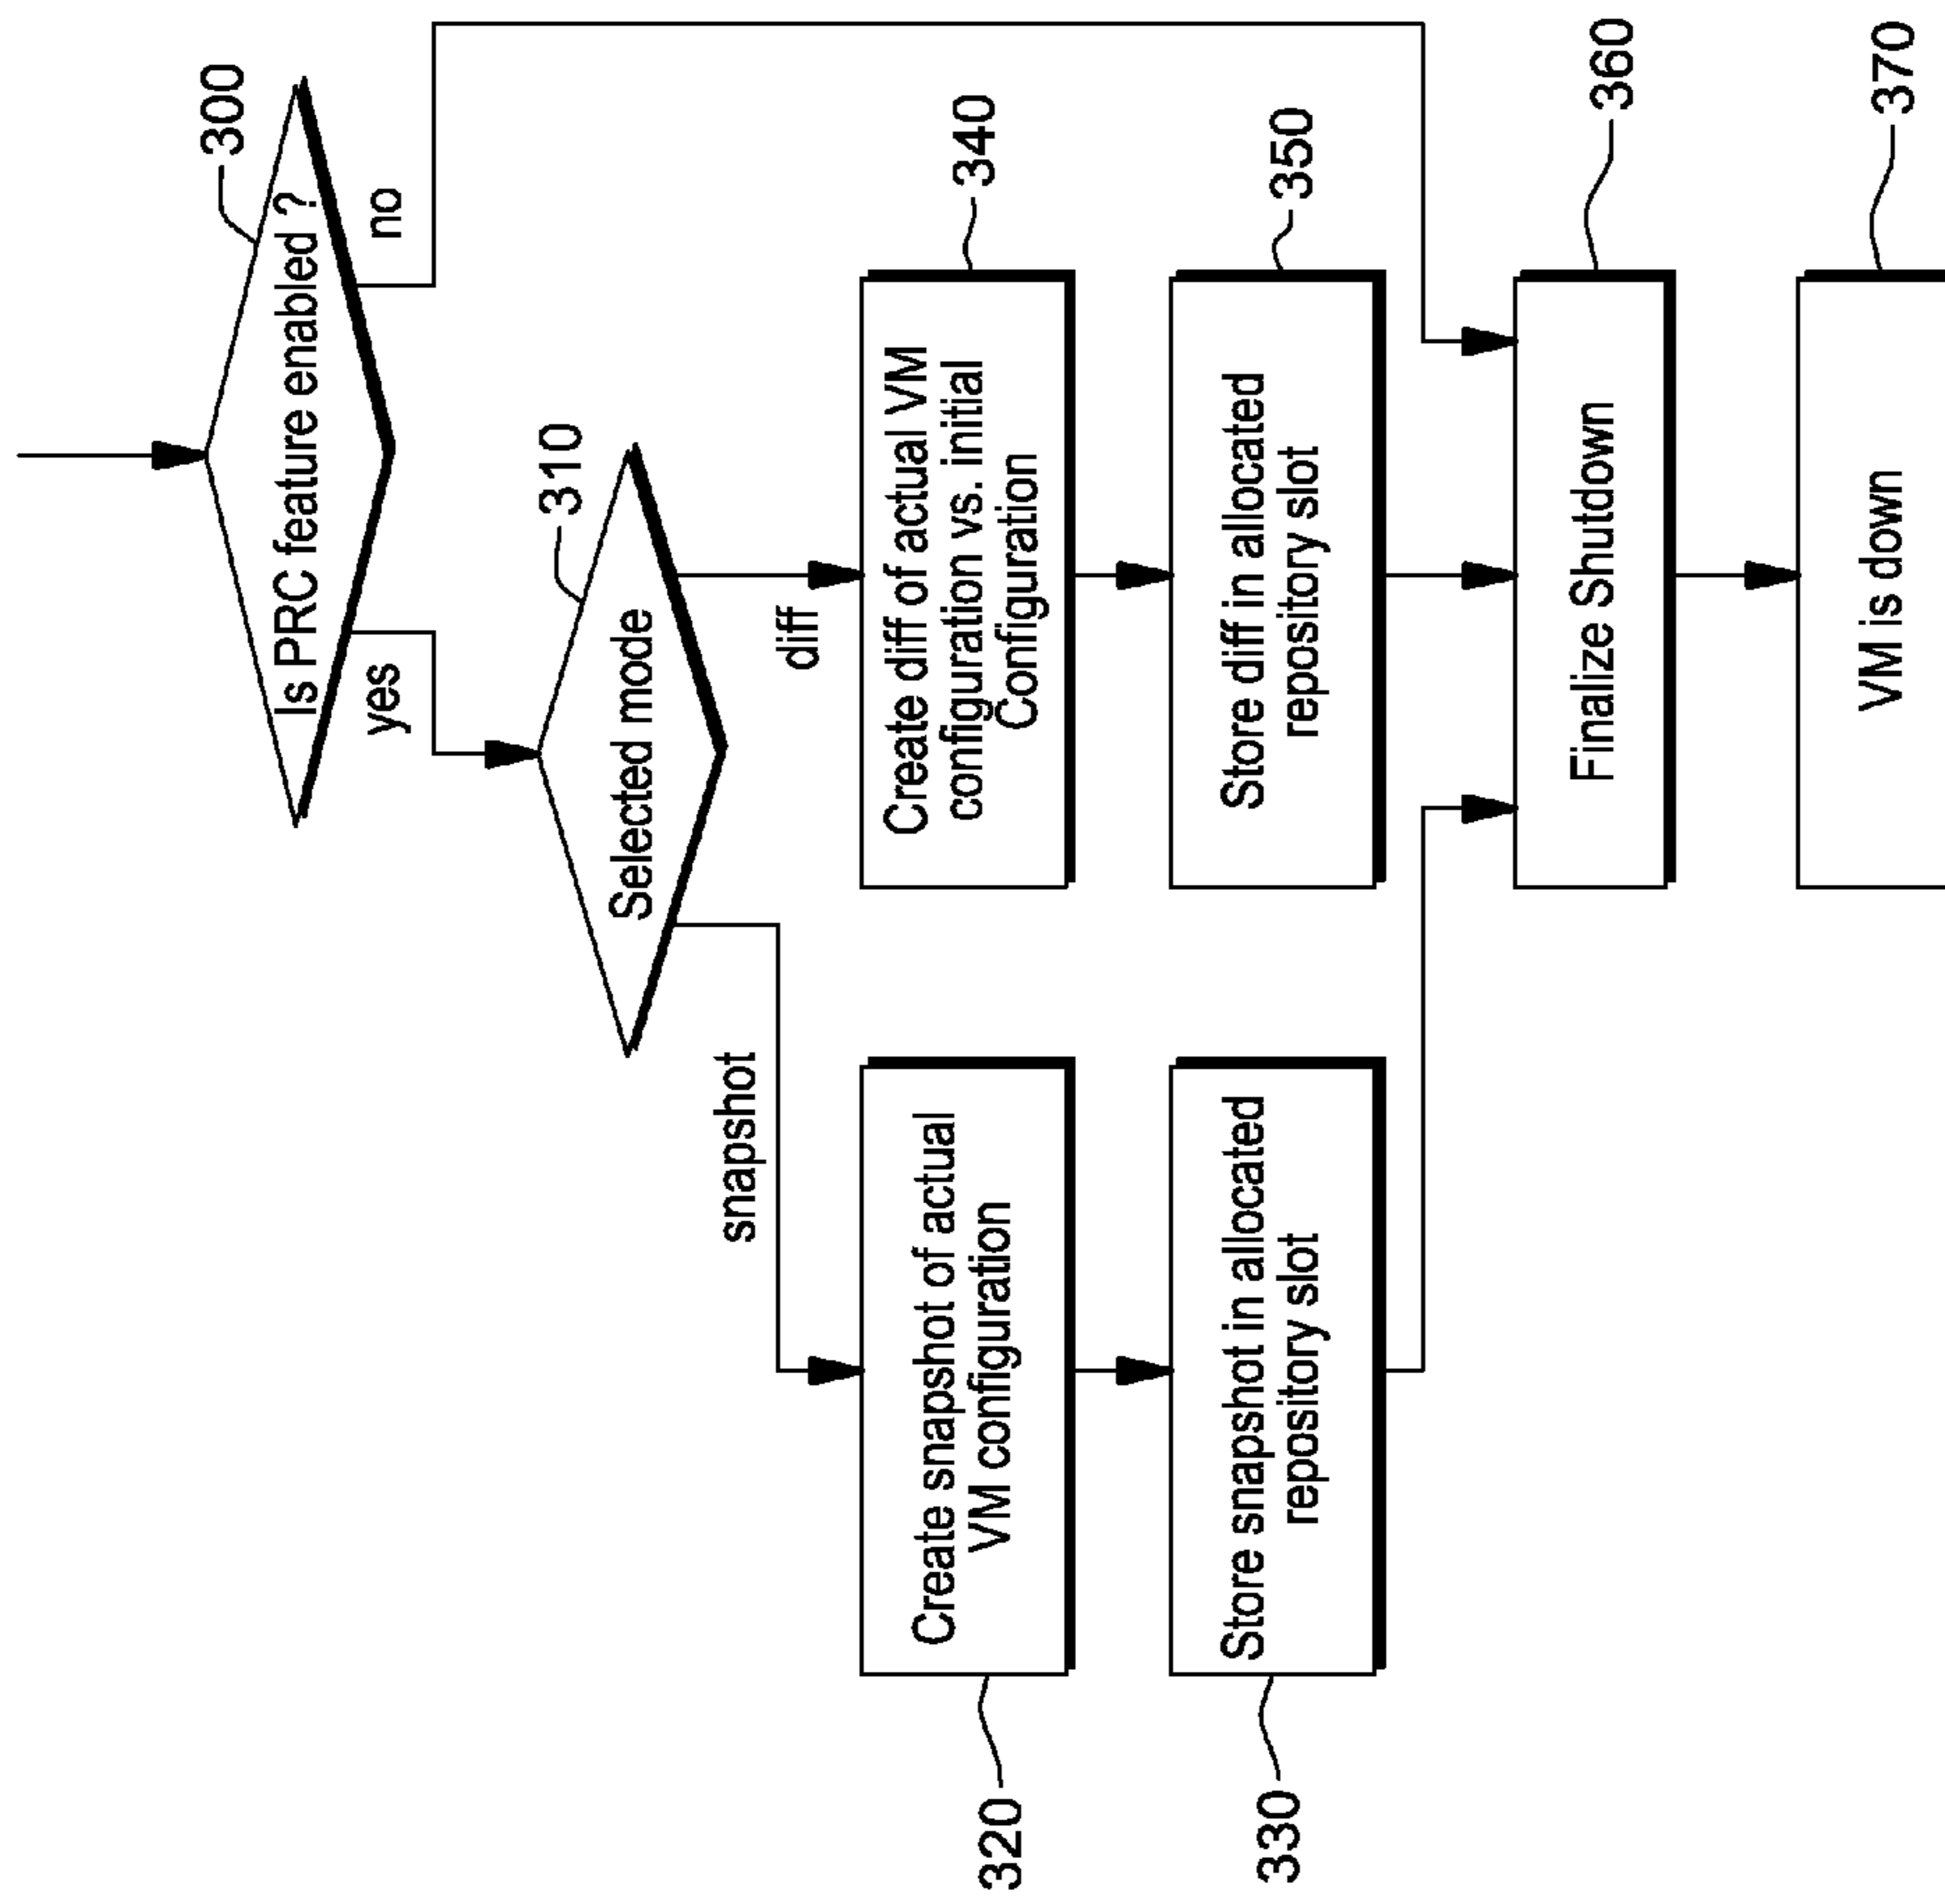 300
Is PRC feature enabled ?
yes
no
310
Selected mode
snapshot
diff
320
Create snapshot of actual
VM configuration
340
Create diff of actual VM
configuration vs. initial
Configuration
330
Store snapshot in allocated
repository slot
350
Store diff in allocated
repository slot
360
Finalize Shutdown
370
VM is down